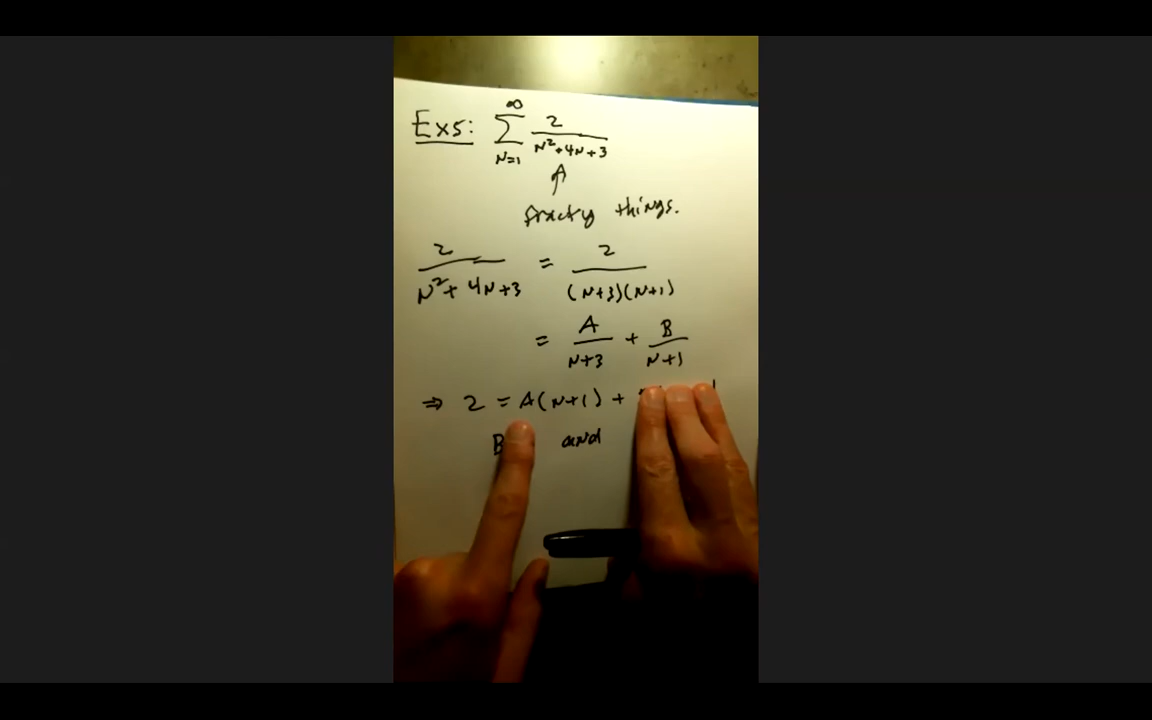 Ex5: ∞ Σ N=1 2/(N²+4N+3)
fracty things.
2/(N²+4N+3) = 2/((N+3)(N+1))
= A/(N+3) + B/(N+1)
⇒ 2 = A(N+1) +
B and